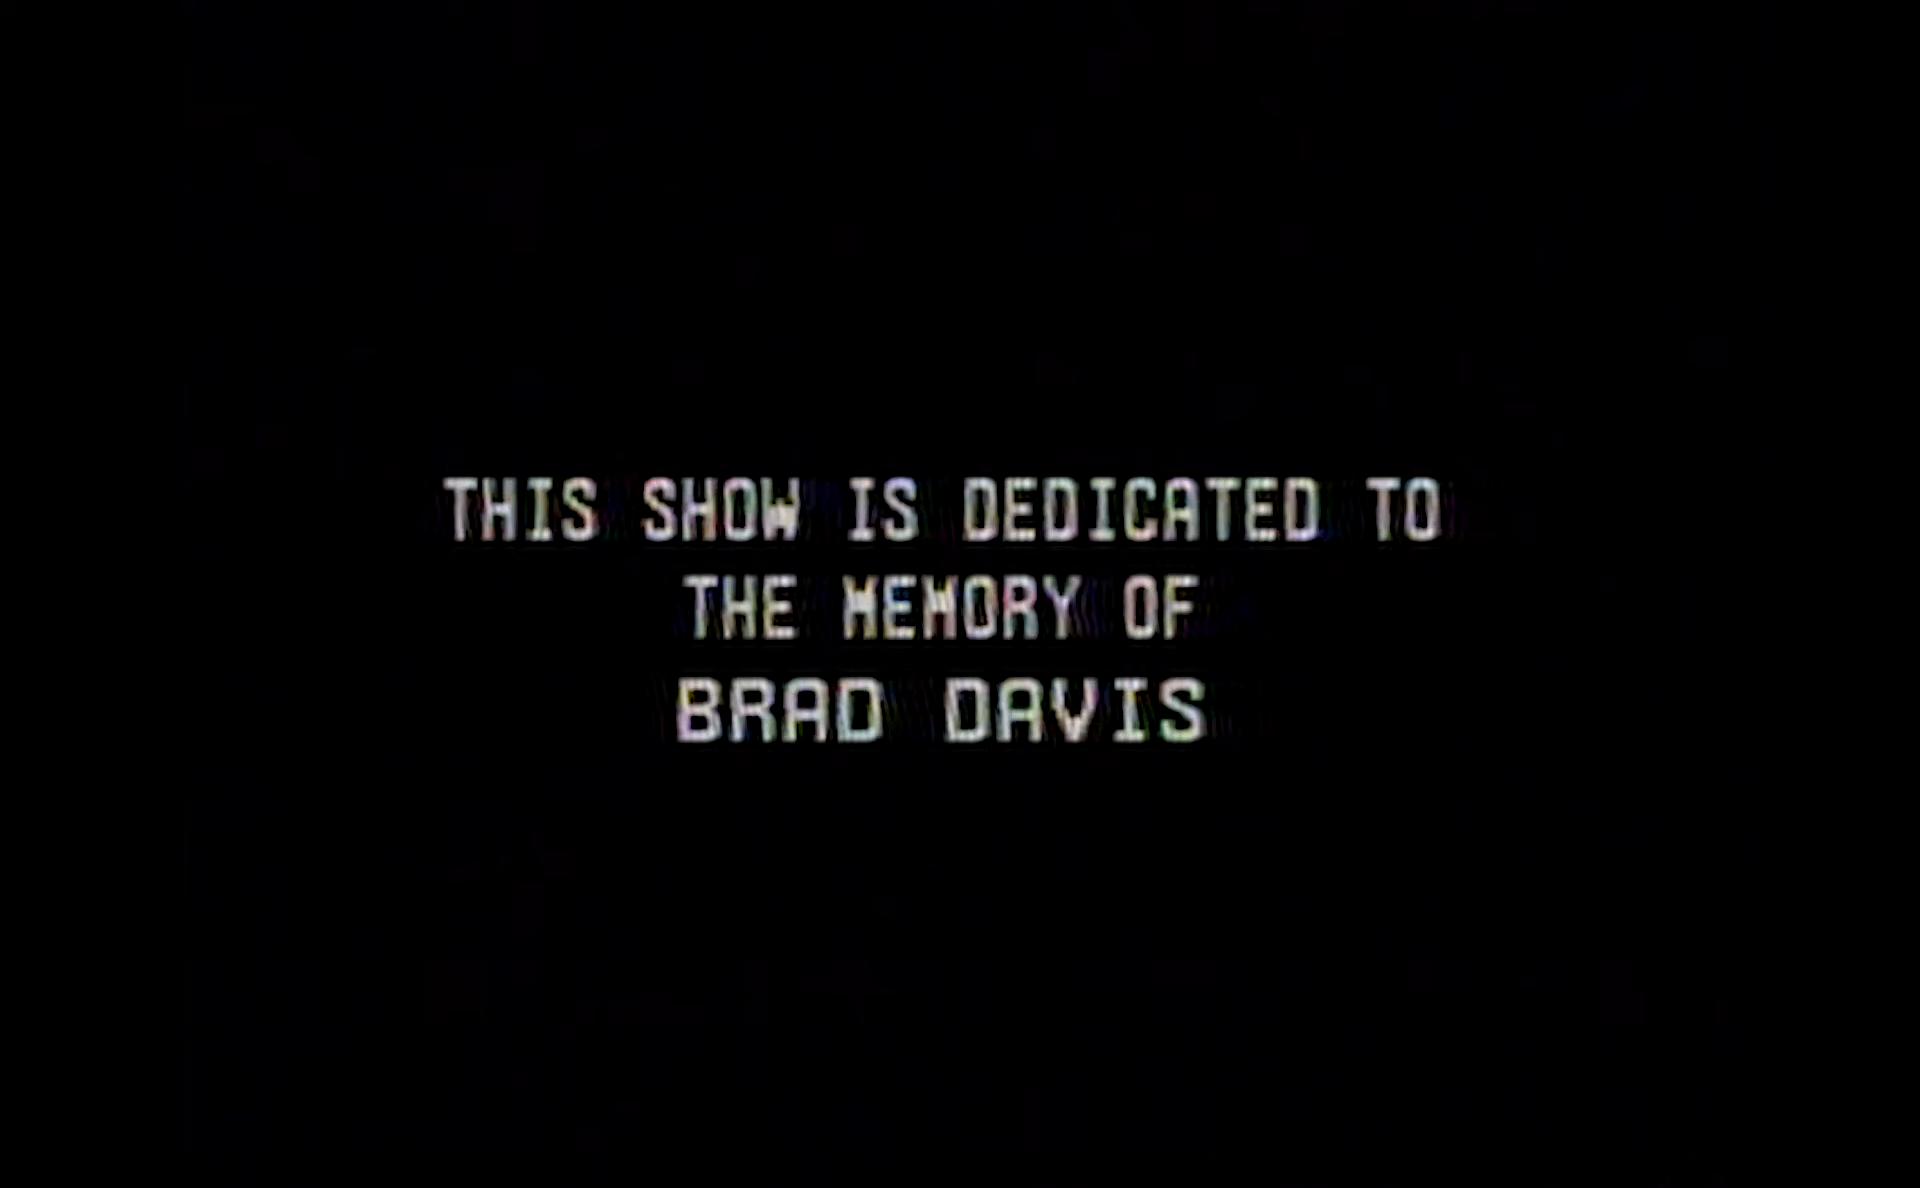 THIS SHOW IS DEDICATED TO
THE MEMORY OF
BRAD DAVIS